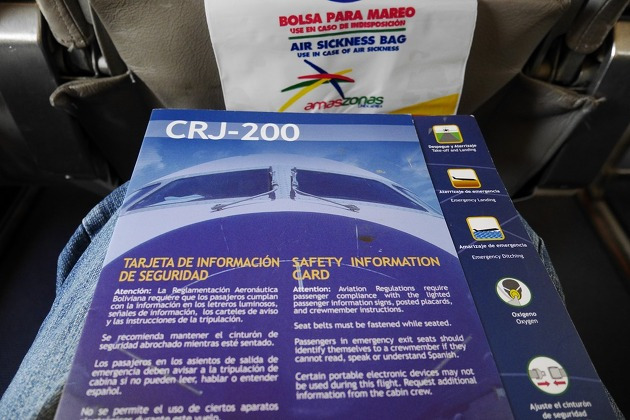 BOLSA PARA MAREO
USE EN CASO DE INDISPOSICIÓN
AIR SICKNESS BAG
USE IN CASE OF AIR SICKNESS
amaszonas
CRJ-200
TARJETA DE INFORMACIÓN
DE SEGURIDAD
Atención: La Reglamentación Aeronáutica
Boliviana requiere que los pasajeros cumplan
con la información en los letreros luminosos,
señales de información, los carteles de aviso
y las instrucciones de la tripulación.
Se recomienda mantener el cinturón de
seguridad abrochado mientras esté sentado.
Los pasajeros en los asientos de salida de
emergencia deben avisar a la tripulación de
cabina si no pueden leer, hablar o entender
español.
No se permite el uso de ciertos aparatos
SAFETY INFORMATION
CARD
Attention: Aviation Regulations require
passenger compliance with the lighted
passenger information signs, posted placards,
and crewmember instructions.
Seat belts must be fastened while seated.
Passengers in emergency exit seats should
identify themselves to a crewmember if they
cannot read, speak or understand Spanish.
Certain portable electronic devices may not
be used during this flight. Request additional
information from the cabin crew.
Despegue y Aterrizaje
Take-off and Landing
Aterrizaje de emergencia
Emergency Landing
Amarizaje de emergencia
Emergency Ditching
Oxígeno
Oxygen
Ajuste el cinturón
de seguridad